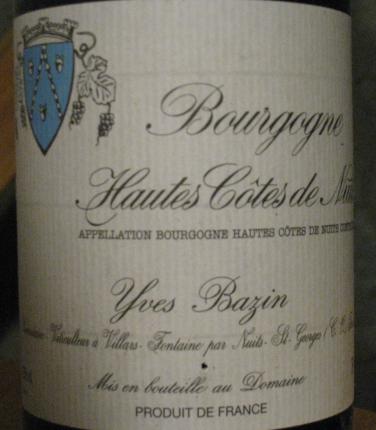 Bourgogne
Hautes Côtes de Nuits
APPELLATION BOURGOGNE HAUTES CÔTES DE NUITS
Yves Bazin
Viticulteur à Villars-Fontaine par Nuits-St-Georges
Mis en bouteille au Domaine
PRODUIT DE FRANCE